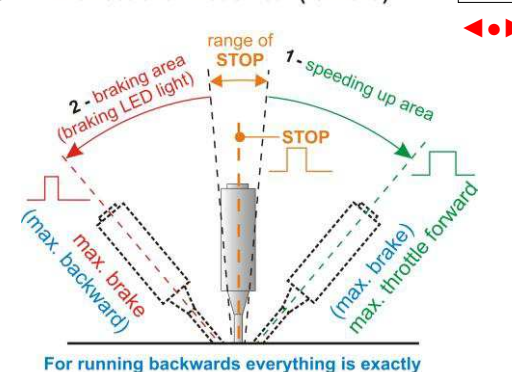 range of
STOP
2 - braking area
(braking LED light)
1 - speeding up area
STOP
(max. backward)
max. brake
(max. brake)
max. throttle forward
For running backwards everything is exactly